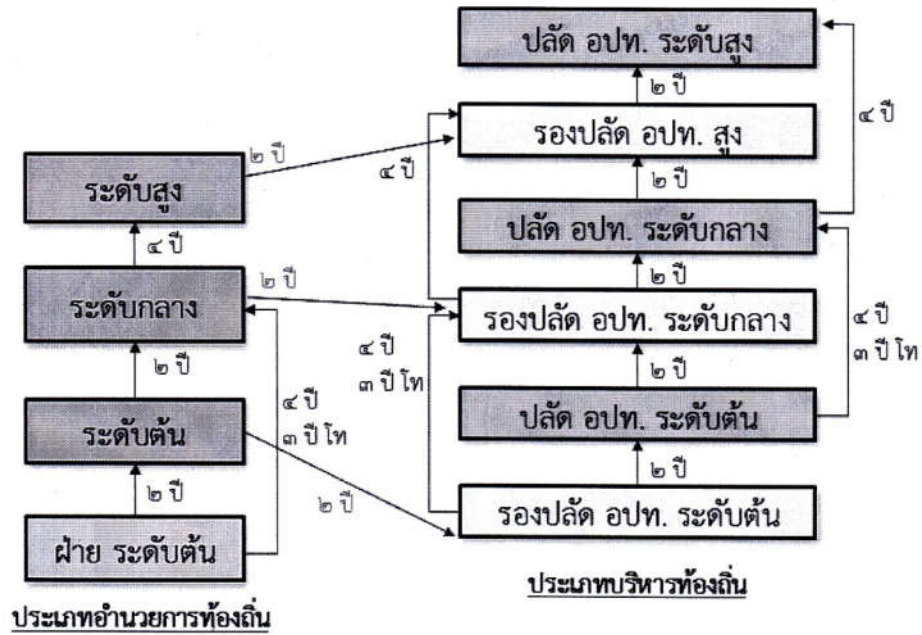 ปลัด อปท. ระดับสูง
๒ ปี
๔ ปี
รองปลัด อปท. สูง
๒ ปี
๔ ปี
๒ ปี
ระดับสูง
ปลัด อปท. ระดับกลาง
๔ ปี
๒ ปี
๒ ปี
ระดับกลาง
รองปลัด อปท. ระดับกลาง
๔ ปี
๓ ปี โท
๔ ปี
๓ ปี โท
๒ ปี
๒ ปี
ระดับต้น
ปลัด อปท. ระดับต้น
๔ ปี
๓ ปี โท
๒ ปี
๒ ปี
๒ ปี
ฝ่าย ระดับต้น
รองปลัด อปท. ระดับต้น
ประเภทอำนวยการท้องถิ่น
ประเภทบริหารท้องถิ่น